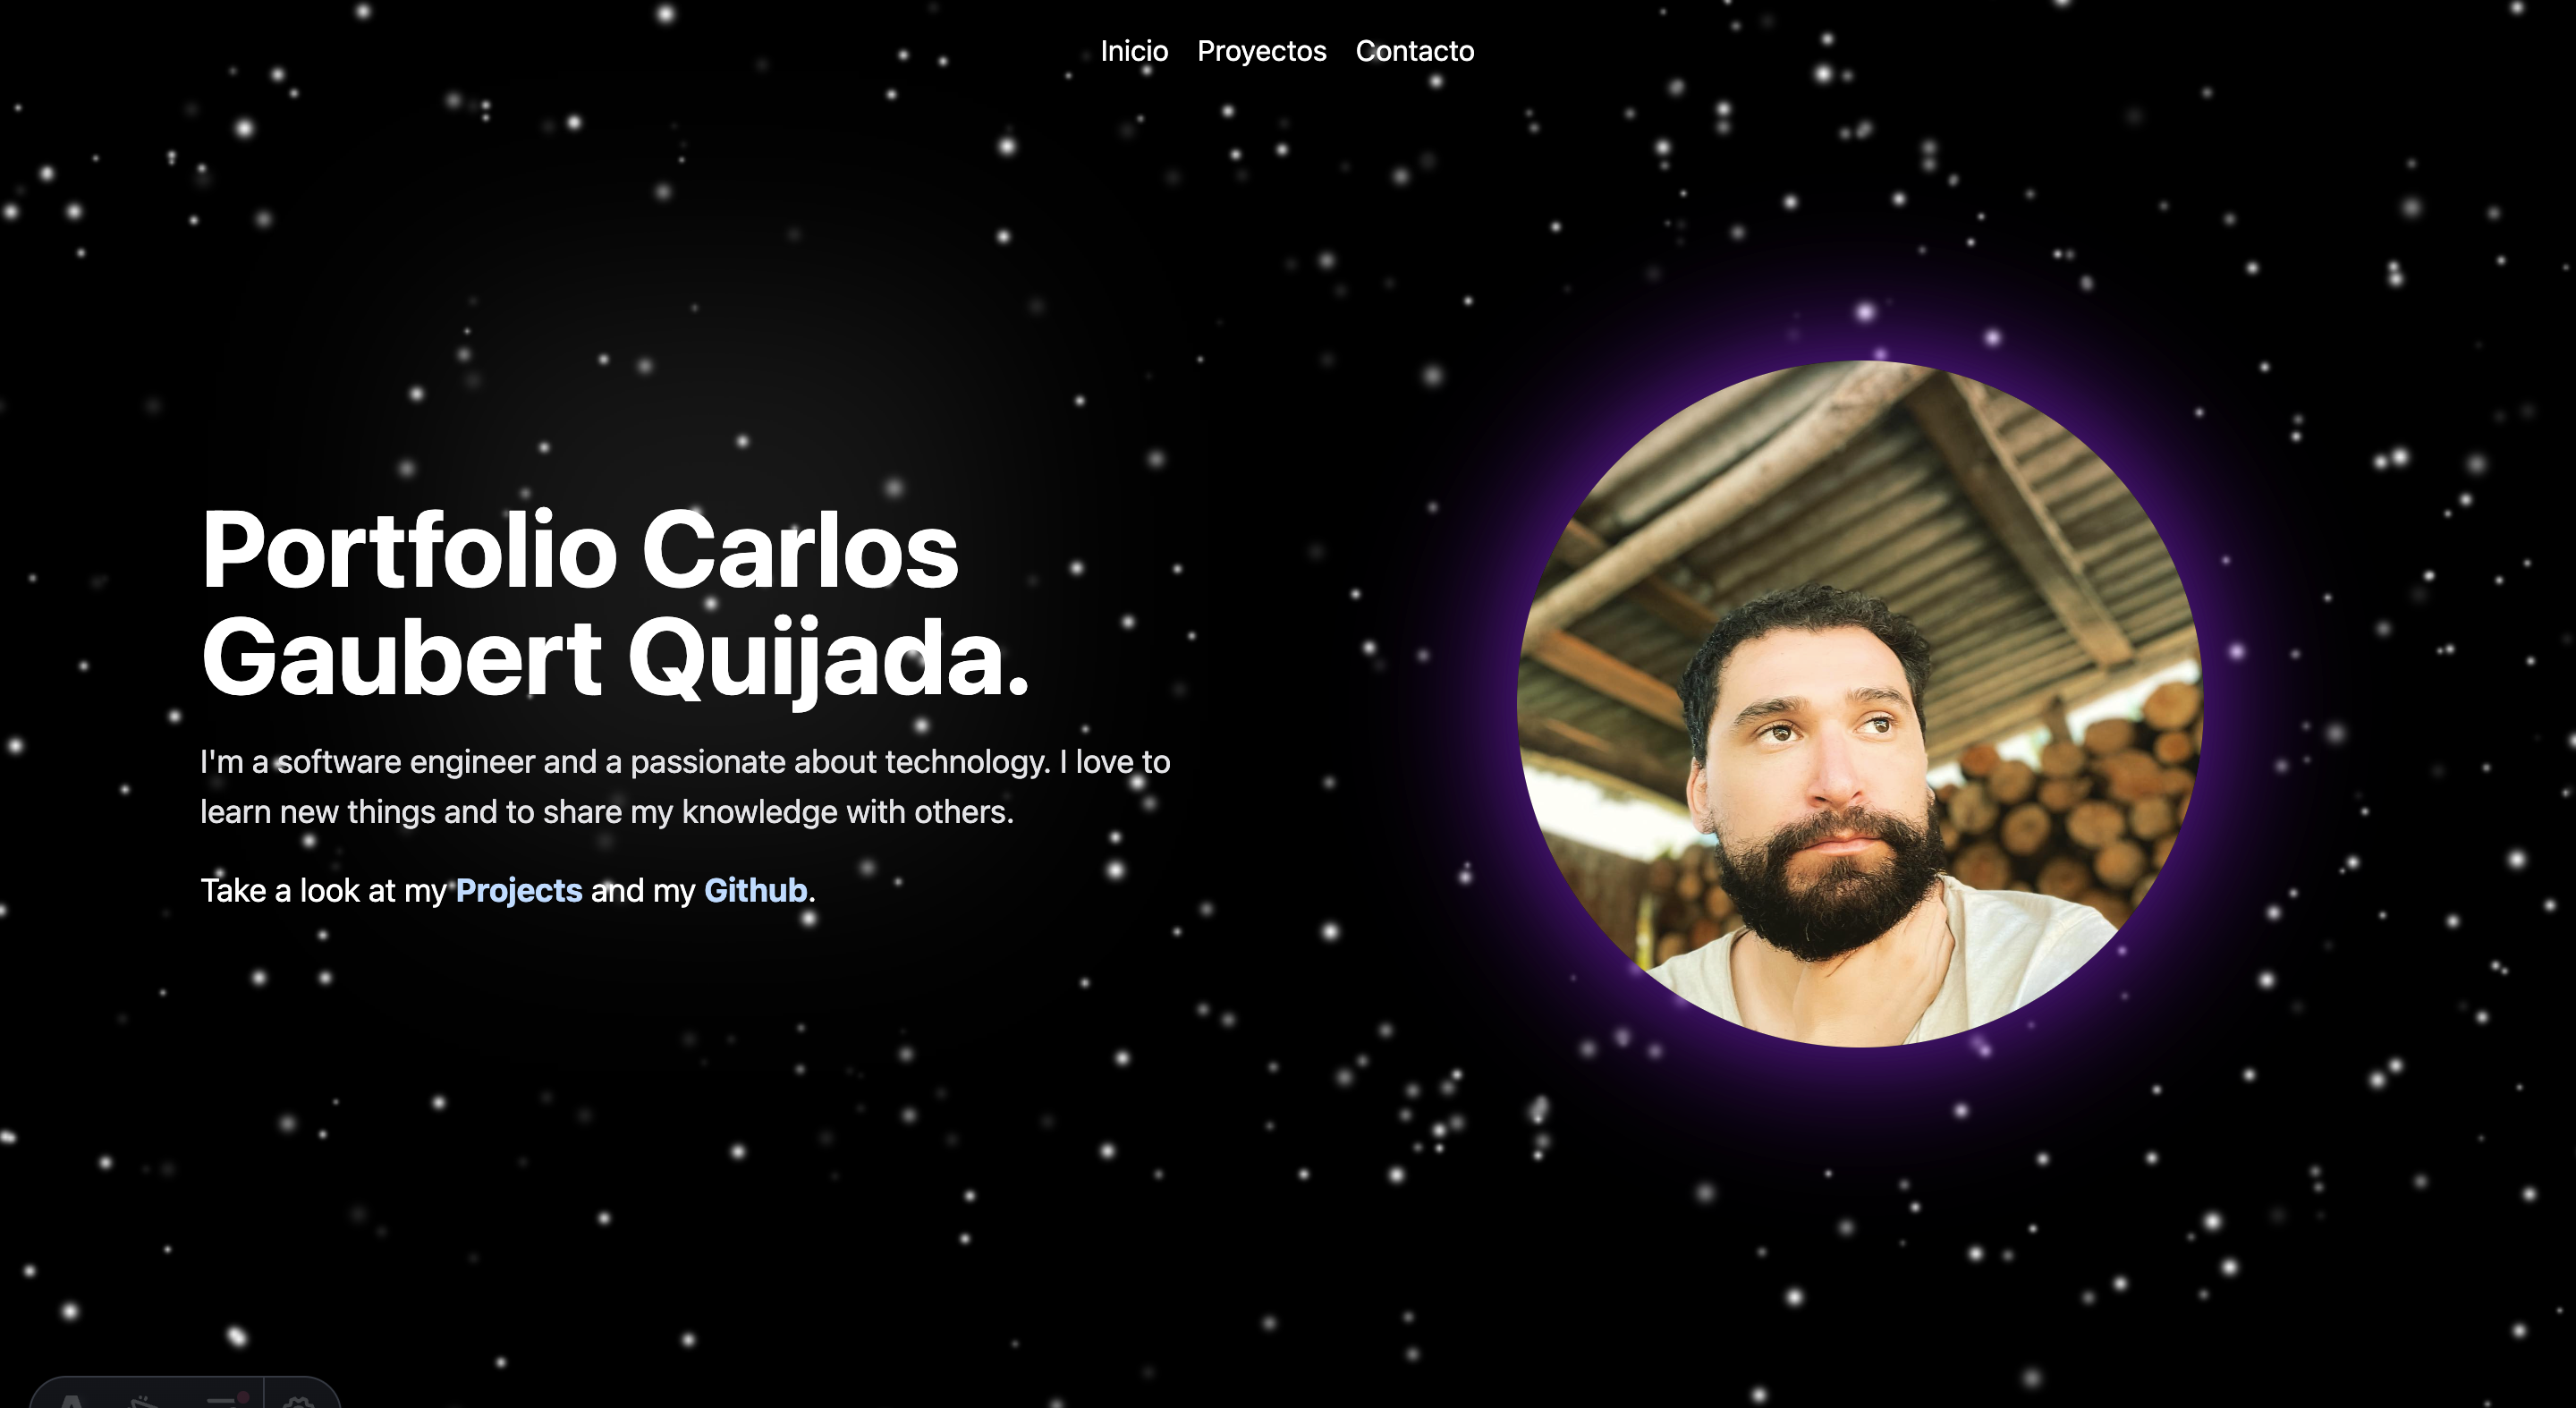 Inicio Proyectos Contacto
Portfolio Carlos
Gaubert Quijada.
I'm a software engineer and a passionate about technology. I love to
learn new things and to share my knowledge with others.
Take a look at my Projects and my Github.